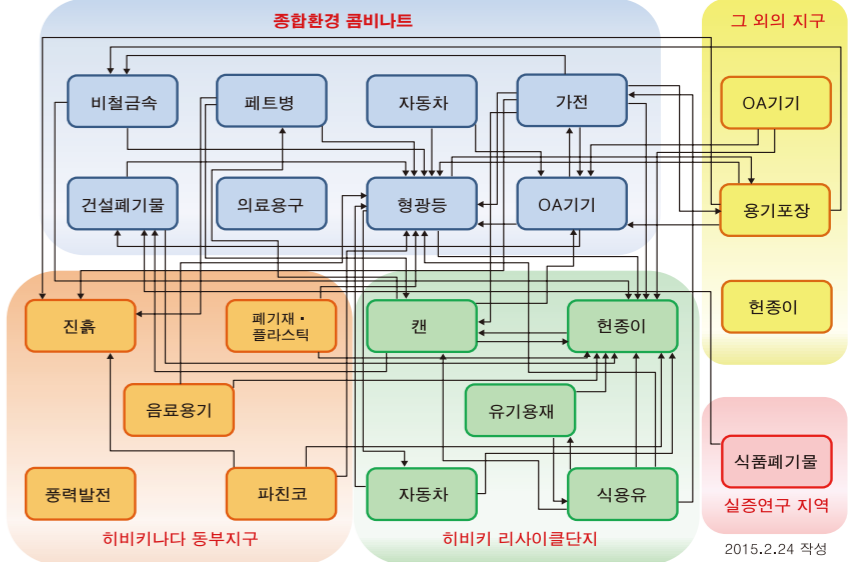 종합환경 콤비나트
그 외의 지구
비철금속
페트병
자동차
가전
OA기기
건설폐기물
의료용구
형광등
OA기기
용기포장
진흙
폐기재・
플라스틱
캔
헌종이
헌종이
음료용기
유기용재
식품폐기물
풍력발전
파친코
자동차
식용유
실증연구 지역
히비키나다 동부지구
히비키 리사이클단지
2015.2.24 작성